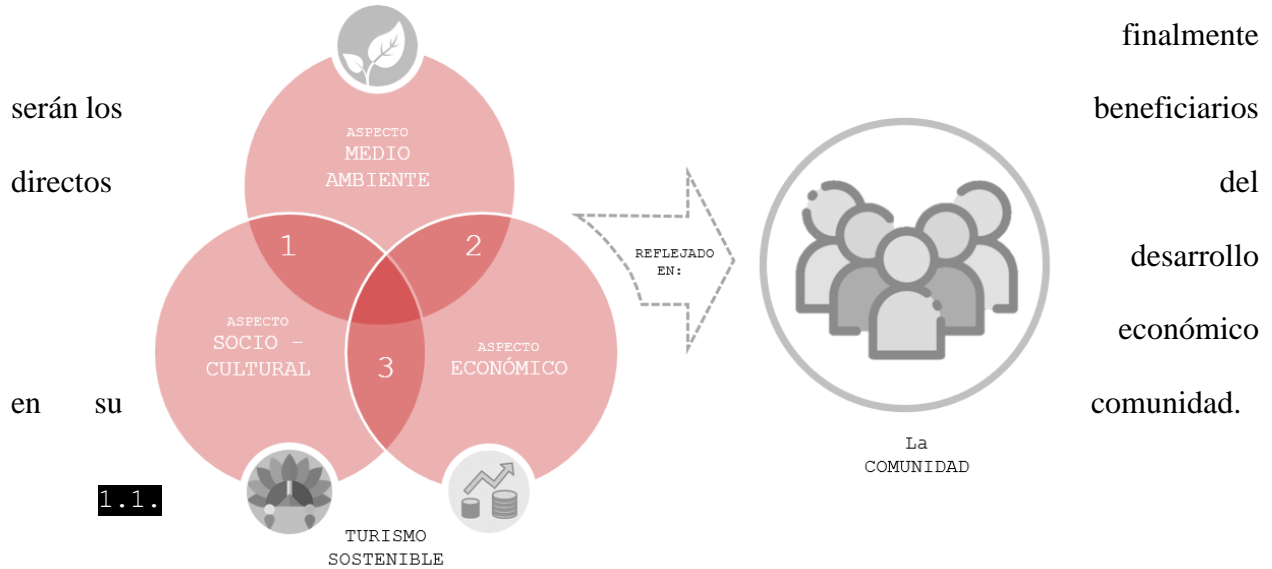 finalmente
serán los beneficiarios
directos del
desarrollo
económico
en su comunidad.
ASPECTO
MEDIO
AMBIENTE
1
2
ASPECTO
SOCIO –
CULTURAL
3
ASPECTO
ECONÓMICO
REFLEJADO
EN:
La
COMUNIDAD
1.1.
TURISMO
SOSTENIBLE